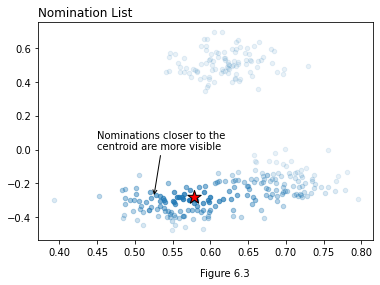 Nomination List
0.6
0.4
0.2
0.0
−0.2
−0.4
Nominations closer to the
centroid are more visible
0.40 0.45 0.50 0.55 0.60 0.65 0.70 0.75 0.80
Figure 6.3